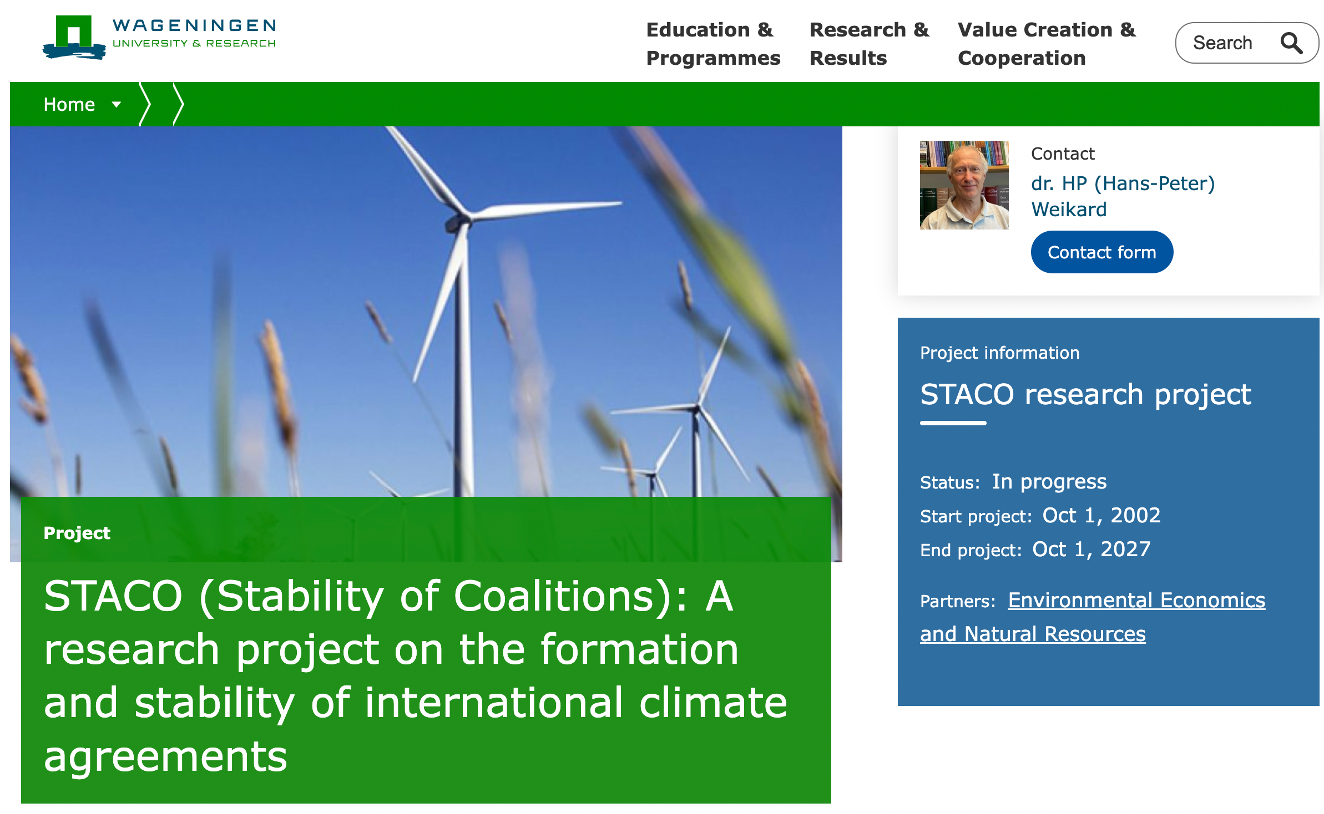 WAGENINGEN
UNIVERSITY & RESEARCH
Education &
Programmes
Research &
Results
Value Creation &
Cooperation
Search
Home
Contact
dr. HP (Hans-Peter)
Weikard
Contact form
Project
STACO (Stability of Coalitions): A
research project on the formation
and stability of international climate
agreements
Project information
STACO research project
Status: In progress
Start project: Oct 1, 2002
End project: Oct 1, 2027
Partners: Environmental Economics
and Natural Resources